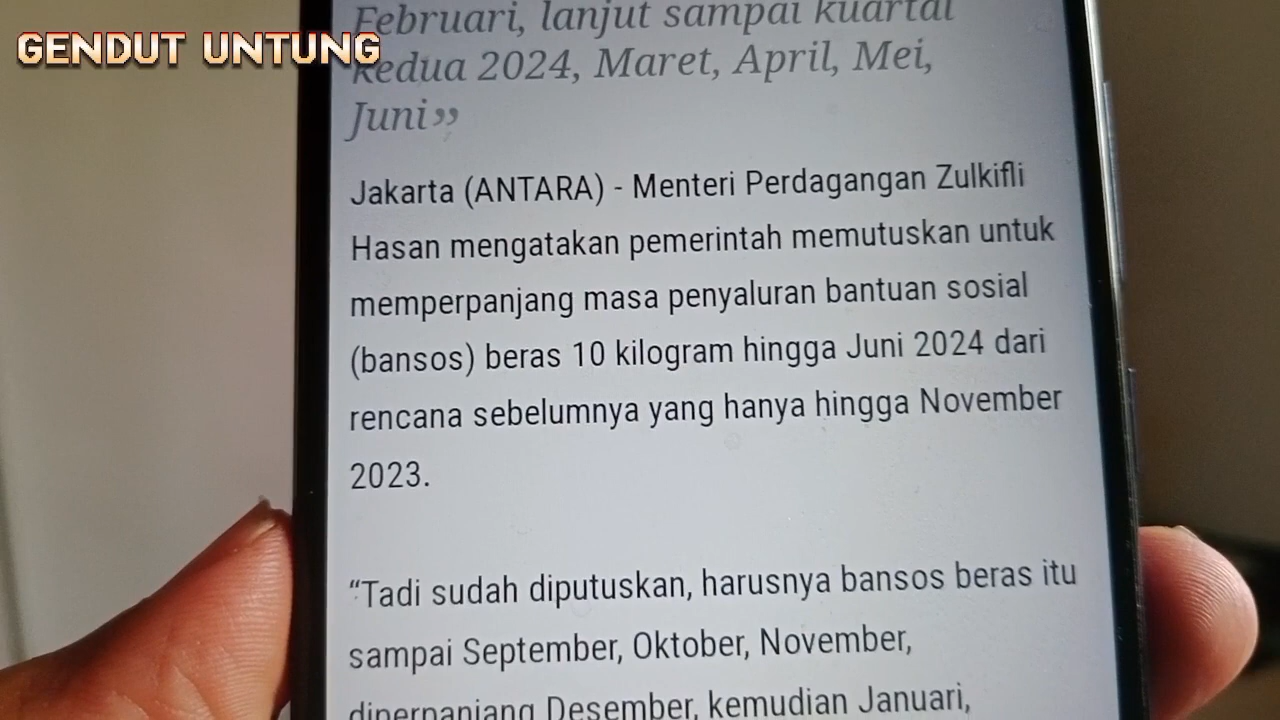 GENDUT UNTUNG
Februari, lanjut sampai kuartal
kedua 2024, Maret, April, Mei,
Juni”
Jakarta (ANTARA) - Menteri Perdagangan Zulkifli
Hasan mengatakan pemerintah memutuskan untuk
memperpanjang masa penyaluran bantuan sosial
(bansos) beras 10 kilogram hingga Juni 2024 dari
rencana sebelumnya yang hanya hingga November
2023.
“Tadi sudah diputuskan, harusnya bansos beras itu
sampai September, Oktober, November,
diperpanjang Desember, kemudian Januari,